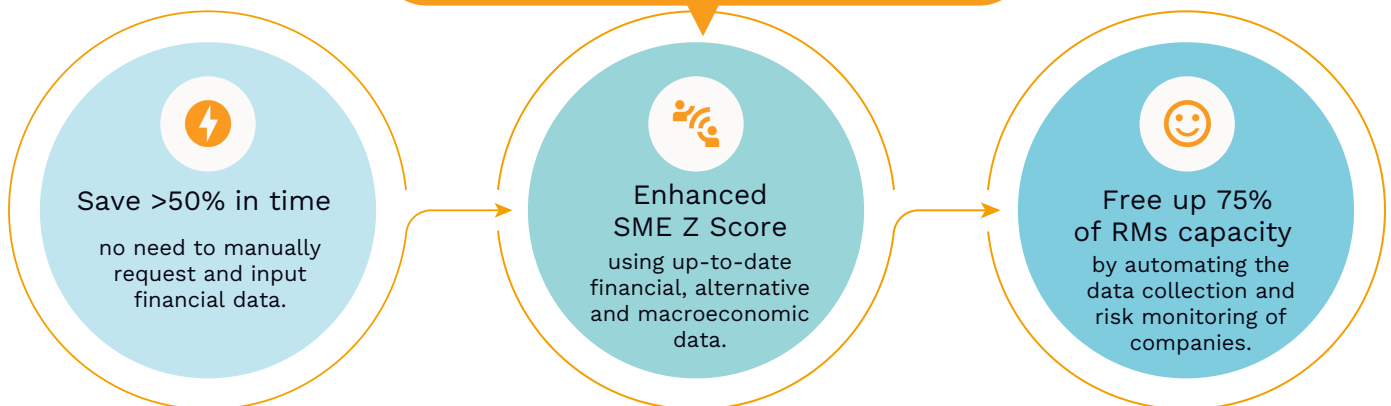 Save >50% in time
no need to manually
request and input
financial data.
Enhanced
SME Z Score
using up-to-date
financial, alternative
and macroeconomic
data.
Free up 75%
of RMs capacity
by automating the
data collection and
risk monitoring of
companies.